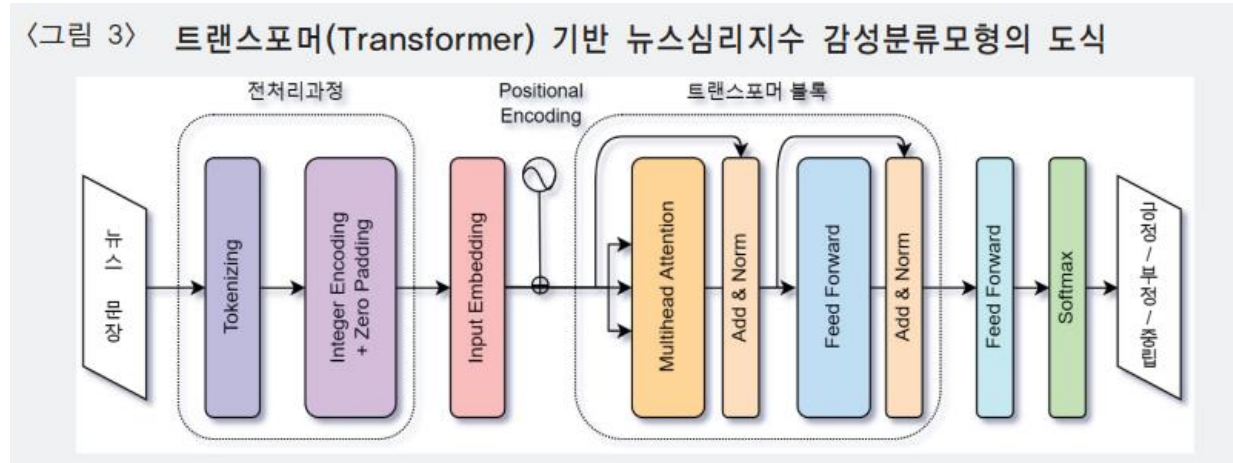 〈그림 3〉 트랜스포머(Transformer) 기반 뉴스심리지수 감성분류모형의 도식
전처리과정
Positional
Encoding
트랜스포머 블록
뉴스 문장
Tokenizing
Integer Encoding
+ Zero Padding
Input Embedding
Multihead Attention
Add & Norm
Feed Forward
Add & Norm
Feed Forward
Softmax
긍정/부정/중립